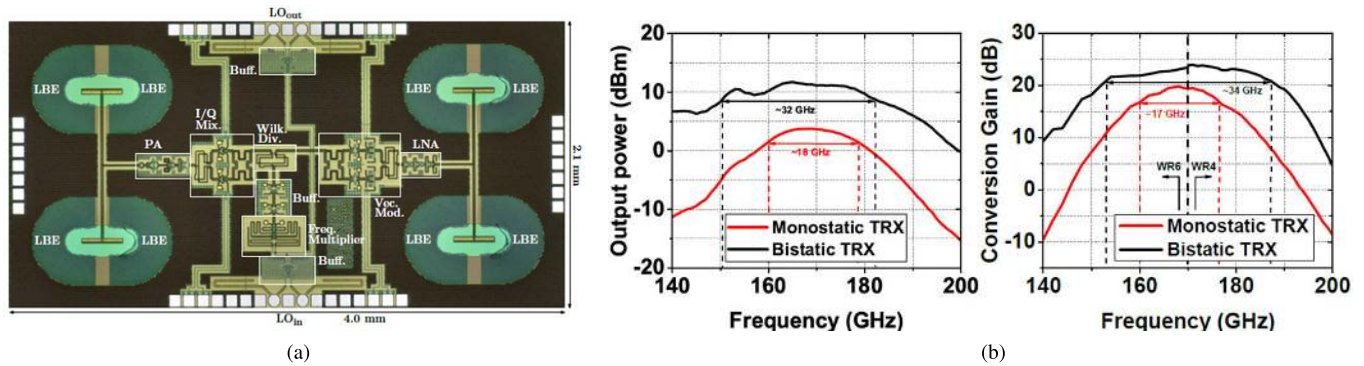 LO_out
Buff.
LBE
LBE
LBE
LBE
I/Q
Mix.
Wilk.
Div.
PA
LNA
2.1 mm
Buff.
Vec.
Mod.
Freq.
Multiplier
LBE
LBE
LBE
LBE
Buff.
LO_in
4.0 mm
(a)
Output power (dBm)
20
10
0
-10
-20
~32 GHz
~18 GHz
Monostatic TRX
Bistatic TRX
140
160
180
200
Frequency (GHz)
Conversion Gain (dB)
30
20
10
0
-10
~34 GHz
~17 GHz
WR6
WR4
Monostatic TRX
Bistatic TRX
140
160
180
200
Frequency (GHz)
(b)